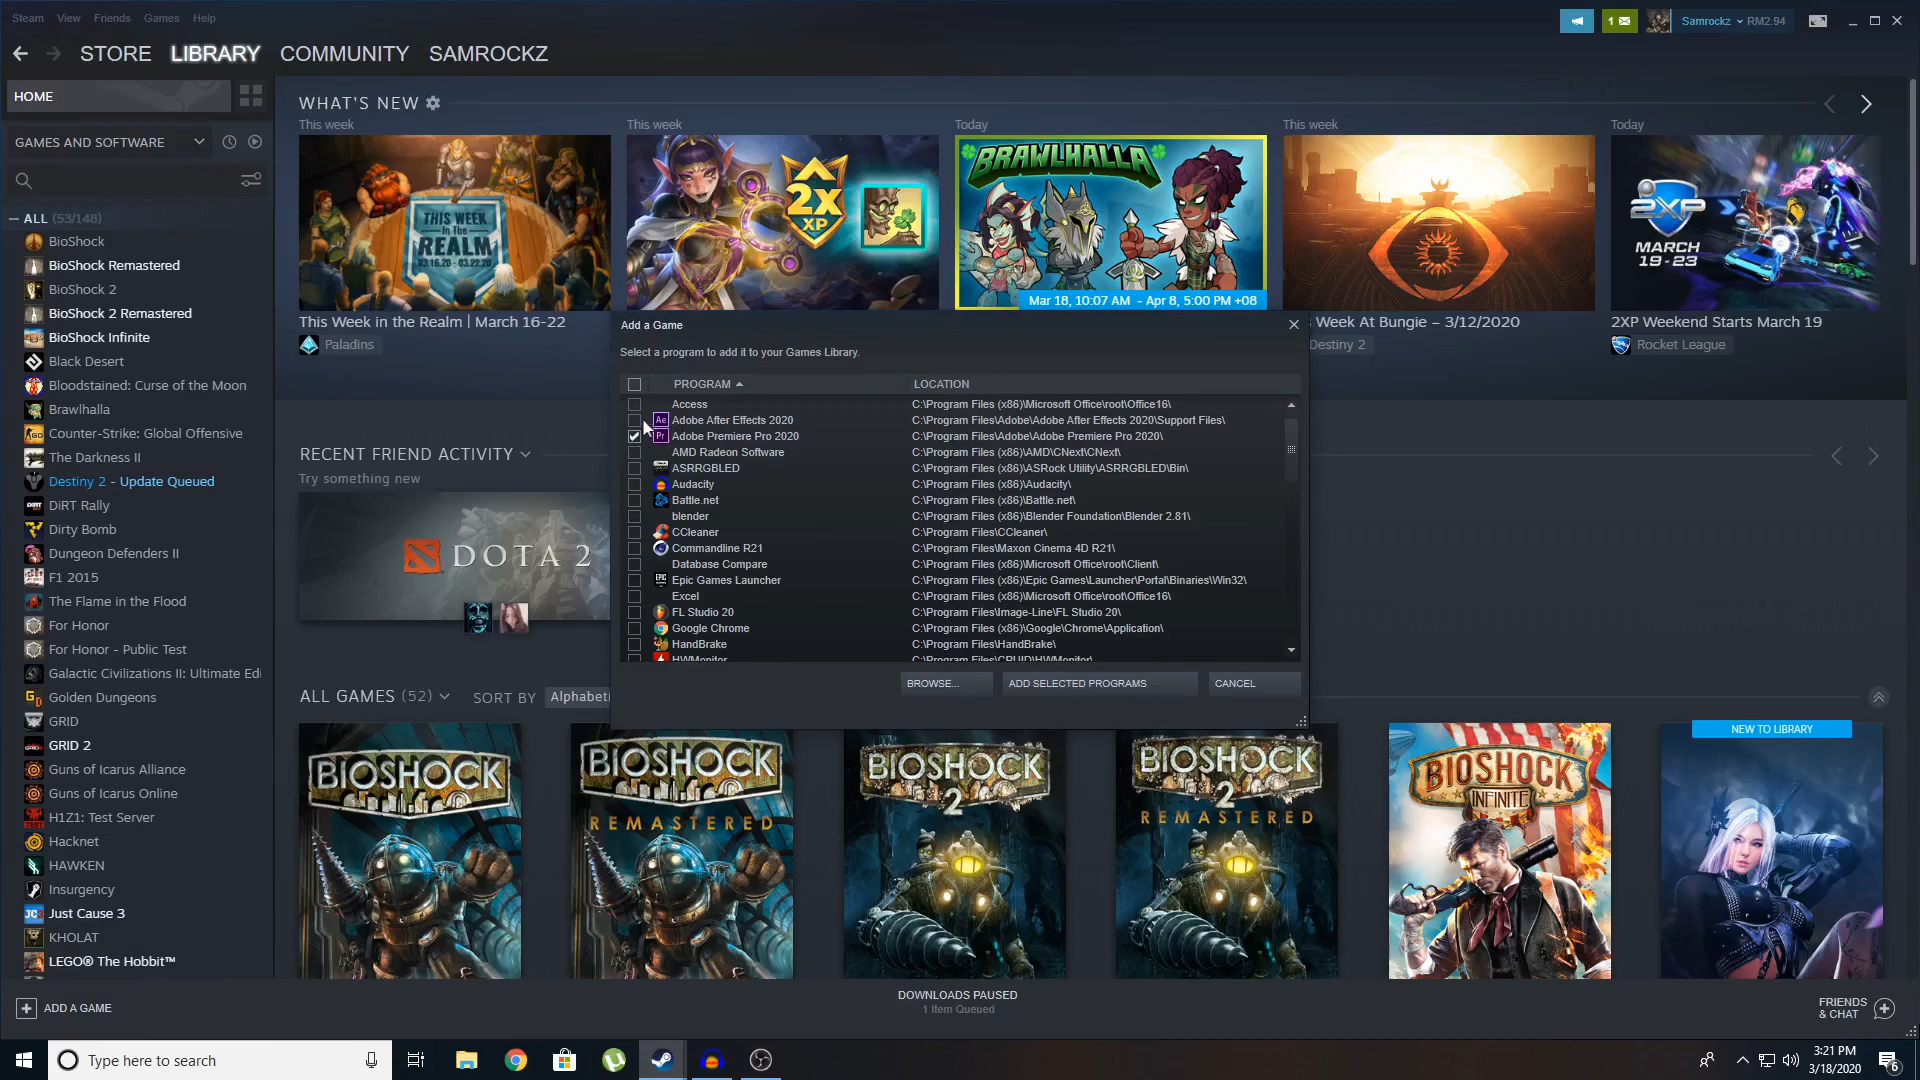 Steam View Friends Games Help
1
Samrockz RM2.94
STORE LIBRARY COMMUNITY SAMROCKZ
HOME
GAMES AND SOFTWARE
ALL (53/148)
BioShock
BioShock Remastered
BioShock 2
BioShock 2 Remastered
BioShock Infinite
Black Desert
Bloodstained: Curse of the Moon
Brawlhalla
Counter-Strike: Global Offensive
The Darkness II
Destiny 2 - Update Queued
DiRT Rally
Dirty Bomb
Dungeon Defenders II
F1 2015
The Flame in the Flood
For Honor
For Honor - Public Test
Galactic Civilizations II: Ultimate Edi
Golden Dungeons
GRID
GRID 2
Guns of Icarus Alliance
Guns of Icarus Online
H1Z1: Test Server
Hacknet
HAWKEN
Insurgency
Just Cause 3
KHOLAT
LEGO® The Hobbit™
ADD A GAME
WHAT'S NEW
This week
This week
Today
This week
Today
THIS WEEK
IN THE
REALM
03.16.20 - 03.22.20
2X
XP
BRAWLHALLA
Mar 18, 10:07 AM - Apr 8, 5:00 PM +08
2XP
MARCH
19-23
This Week in the Realm | March 16-22
Paladins
Week At Bungie – 3/12/2020
Destiny 2
2XP Weekend Starts March 19
Rocket League
RECENT FRIEND ACTIVITY
Try something new
DOTA 2
ALL GAMES (52)
SORT BY Alphabeti
Add a Game
Select a program to add it to your Games Library.
PROGRAM LOCATION
Access C:\Program Files (x86)\Microsoft Office\root\Office16\
Ae Adobe After Effects 2020 C:\Program Files\Adobe\Adobe After Effects 2020\Support Files\
Pr Adobe Premiere Pro 2020 C:\Program Files\Adobe\Adobe Premiere Pro 2020\
AMD Radeon Software C:\Program Files (x86)\AMD\CNext\CNext\
ASRRGBLED C:\Program Files (x86)\ASRock Utility\ASRRGBLED\Bin\
Audacity C:\Program Files (x86)\Audacity\
Battle.net C:\Program Files (x86)\Battle.net\
blender C:\Program Files (x86)\Blender Foundation\Blender 2.81\
CCleaner C:\Program Files\CCleaner\
Commandline R21 C:\Program Files\Maxon Cinema 4D R21\
Database Compare C:\Program Files (x86)\Microsoft Office\root\Client\
Epic Games Launcher C:\Program Files (x86)\Epic Games\Launcher\Portal\Binaries\Win32\
Excel C:\Program Files (x86)\Microsoft Office\root\Office16\
FL Studio 20 C:\Program Files\Image-Line\FL Studio 20\
Google Chrome C:\Program Files (x86)\Google\Chrome\Application\
HandBrake C:\Program Files\HandBrake\
HWMonitor C:\Program Files\CPUID\HWMonitor\
BROWSE... ADD SELECTED PROGRAMS CANCEL
BIOSHOCK
BIOSHOCK
REMASTERED
BIOSHOCK
2
BIOSHOCK
2
REMASTERED
BIOSHOCK
INFINITE
NEW TO LIBRARY
DOWNLOADS PAUSED
1 Item Queued
FRIENDS
& CHAT
Type here to search
3:21 PM
3/18/2020
6